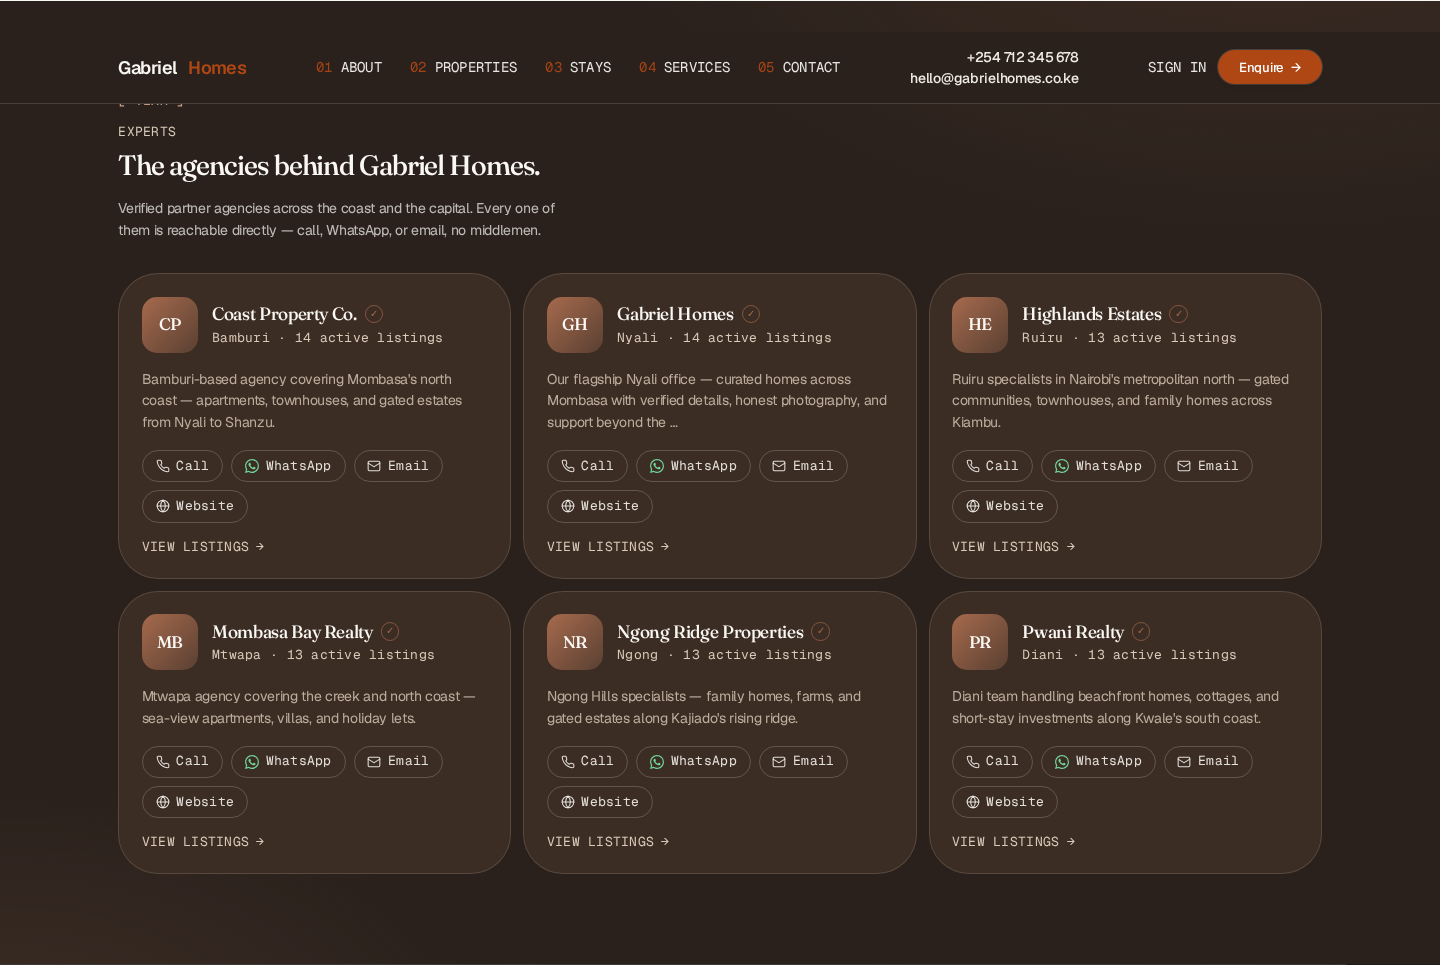 Gabriel Homes
01 ABOUT
02 PROPERTIES
03 STAYS
04 SERVICES
05 CONTACT
+254 712 345 678
hello@gabrielhomes.co.ke
SIGN IN
Enquire →
EXPERTS
The agencies behind Gabriel Homes.
Verified partner agencies across the coast and the capital. Every one of
them is reachable directly — call, WhatsApp, or email, no middlemen.
CP
Coast Property Co. ✓
Bamburi · 14 active listings
Bamburi-based agency covering Mombasa's north
coast — apartments, townhouses, and gated estates
from Nyali to Shanzu.
Call
WhatsApp
Email
Website
VIEW LISTINGS →
GH
Gabriel Homes ✓
Nyali · 14 active listings
Our flagship Nyali office — curated homes across
Mombasa with verified details, honest photography, and
support beyond the …
Call
WhatsApp
Email
Website
VIEW LISTINGS →
HE
Highlands Estates ✓
Ruiru · 13 active listings
Ruiru specialists in Nairobi's metropolitan north — gated
communities, townhouses, and family homes across
Kiambu.
Call
WhatsApp
Email
Website
VIEW LISTINGS →
MB
Mombasa Bay Realty ✓
Mtwapa · 13 active listings
Mtwapa agency covering the creek and north coast —
sea-view apartments, villas, and holiday lets.
Call
WhatsApp
Email
Website
VIEW LISTINGS →
NR
Ngong Ridge Properties ✓
Ngong · 13 active listings
Ngong Hills specialists — family homes, farms, and
gated estates along Kajiado's rising ridge.
Call
WhatsApp
Email
Website
VIEW LISTINGS →
PR
Pwani Realty ✓
Diani · 13 active listings
Diani team handling beachfront homes, cottages, and
short-stay investments along Kwale's south coast.
Call
WhatsApp
Email
Website
VIEW LISTINGS →